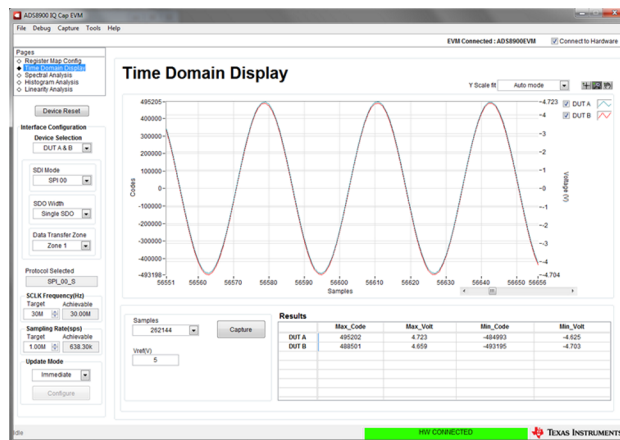 ADS8900 IQ Cap EVM
File Debug Capture Tools Help
EVM Connected : ADS8900EVM Connect to Hardware
Pages
Register Map Config
Time Domain Display
Spectral Analysis
Histogram Analysis
Linearity Analysis
Device Reset
Interface Configuration
Device Selection
DUT A & B
SDI Mode
SPI 00
SDO Width
Single SDO
Data Transfer Zone
Zone 1
Protocol Selected
SPI_00_S
SCLK Frequency(Hz)
Target Achievable
30M 30.00M
Sampling Rate(sps)
Target Achievable
1.00M 638.30k
Update Mode
Immediate
Configure
Time Domain Display
Y Scale fit Auto mode
DUT A
DUT B
495205
400000
300000
200000
100000
0
-100000
-200000
-300000
-400000
-493198
Codes
-4.723
-4
-3
-2
-1
-0
--1
--2
--3
--4
--4.704
Voltage (V)
56551 56560 56570 56580 56590 56600 56610 56620 56630 56640 56650 56656
Samples
Samples
262144
Capture
Vref(V)
5
Results
Max_Code Max_Volt Min_Code Min_Volt
DUT A 495202 4.723 -484993 -4.625
DUT B 488501 4.659 -493195 -4.703
Idle HW CONNECTED TEXAS INSTRUMENTS